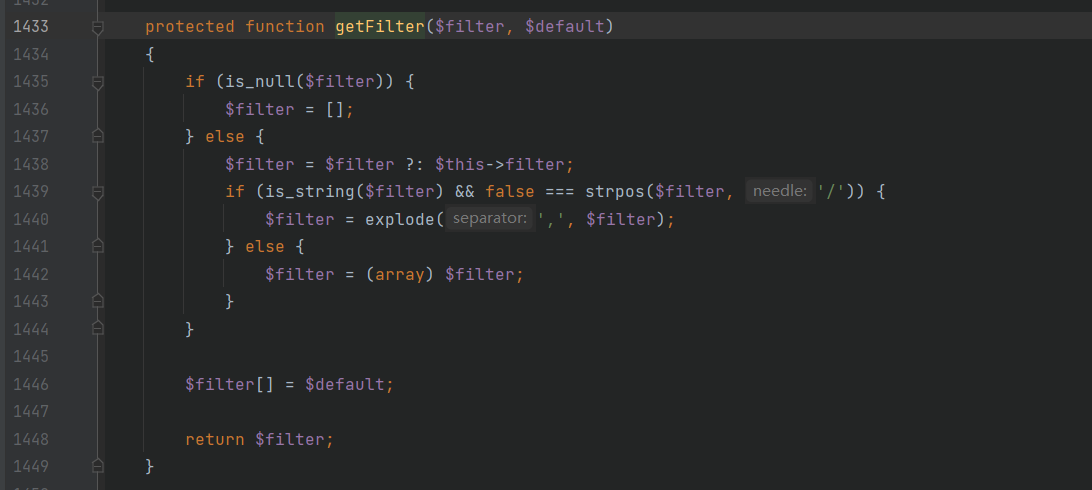 1432
1433 protected function getFilter($filter, $default)
1434 {
1435 if (is_null($filter)) {
1436 $filter = [];
1437 } else {
1438 $filter = $filter ?: $this->filter;
1439 if (is_string($filter) && false === strpos($filter, needle: '/')) {
1440 $filter = explode( separator: ',', $filter);
1441 } else {
1442 $filter = (array) $filter;
1443 }
1444 }
1445
1446 $filter[] = $default;
1447
1448 return $filter;
1449 }